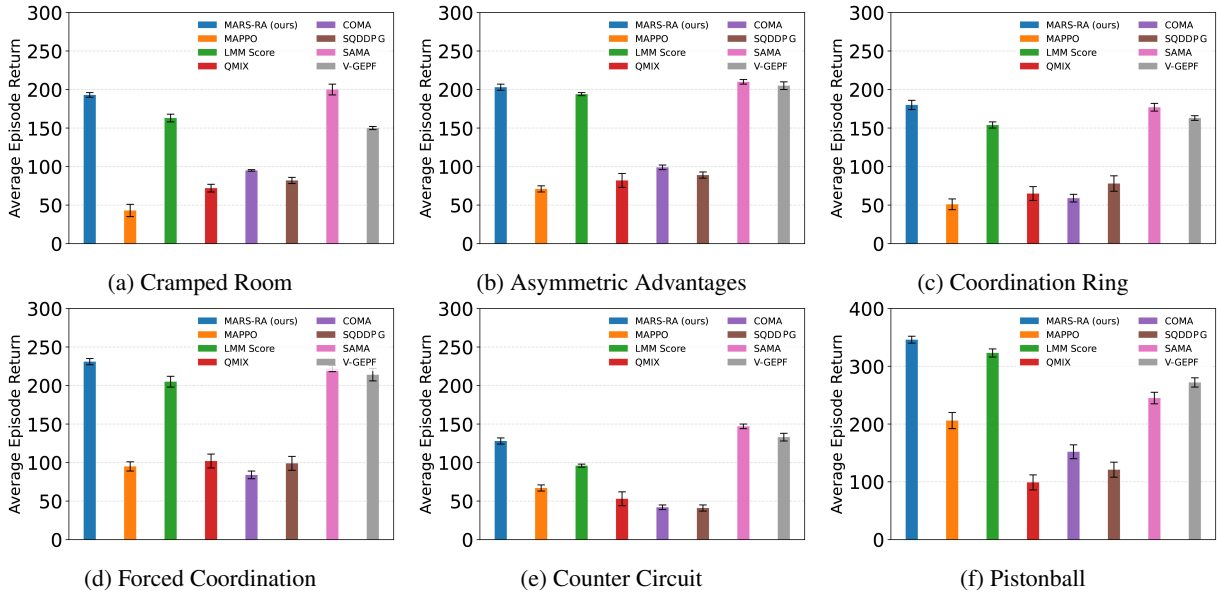 Average Episode Return
300
250
200
150
100
50
0
MARS-RA (ours)
MAPPO
LMM Score
QMIX
COMA
SQDDPG
SAMA
V-GEPF
(a) Cramped Room
Average Episode Return
300
250
200
150
100
50
0
MARS-RA (ours)
MAPPO
LMM Score
QMIX
COMA
SQDDPG
SAMA
V-GEPF
(b) Asymmetric Advantages
Average Episode Return
300
250
200
150
100
50
0
MARS-RA (ours)
MAPPO
LMM Score
QMIX
COMA
SQDDPG
SAMA
V-GEPF
(c) Coordination Ring
Average Episode Return
300
250
200
150
100
50
0
MARS-RA (ours)
MAPPO
LMM Score
QMIX
COMA
SQDDPG
SAMA
V-GEPF
(d) Forced Coordination
Average Episode Return
300
250
200
150
100
50
0
MARS-RA (ours)
MAPPO
LMM Score
QMIX
COMA
SQDDPG
SAMA
V-GEPF
(e) Counter Circuit
Average Episode Return
400
300
200
100
0
MARS-RA (ours)
MAPPO
LMM Score
QMIX
COMA
SQDDPG
SAMA
V-GEPF
(f) Pistonball